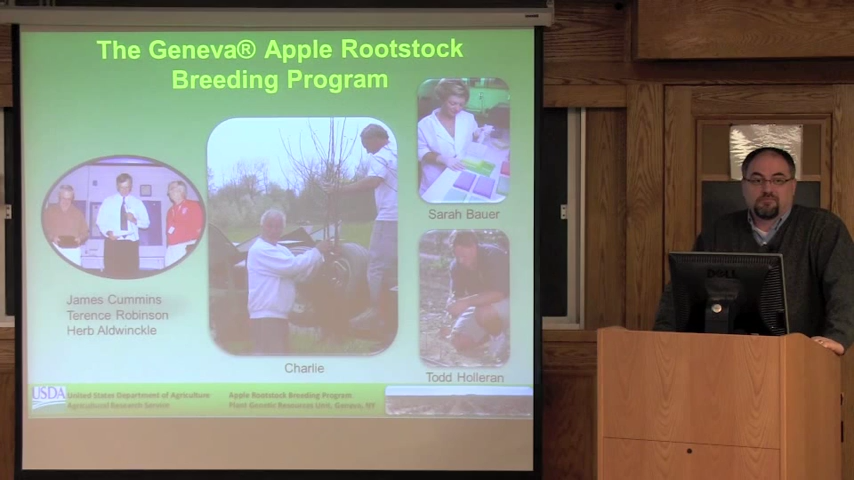 The Geneva® Apple Rootstock
Breeding Program
Sarah Bauer
James Cummins
Terence Robinson
Herb Aldwinckle
Charlie
Todd Holleran
USDA
United States Department of Agriculture
Agricultural Research Service
Apple Rootstock Breeding Program
Plant Genetic Resources Unit, Geneva, NY
DELL